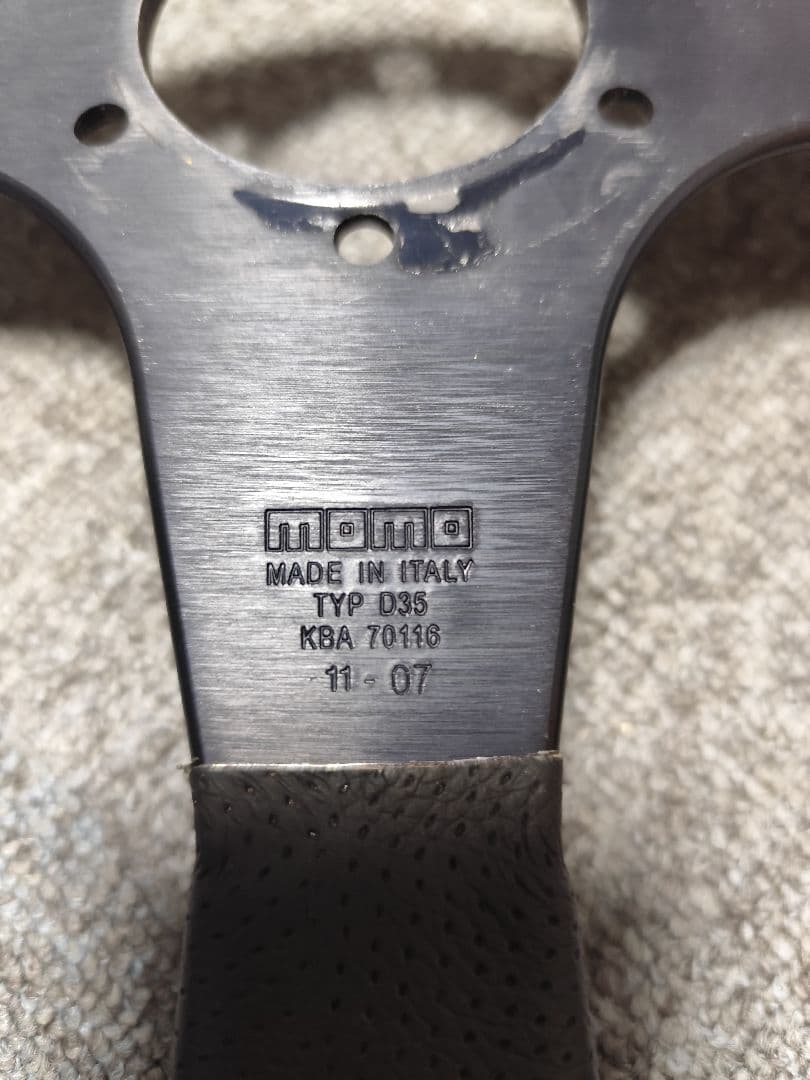 momo
MADE IN ITALY
TYP D35
KBA 70116
11 - 07